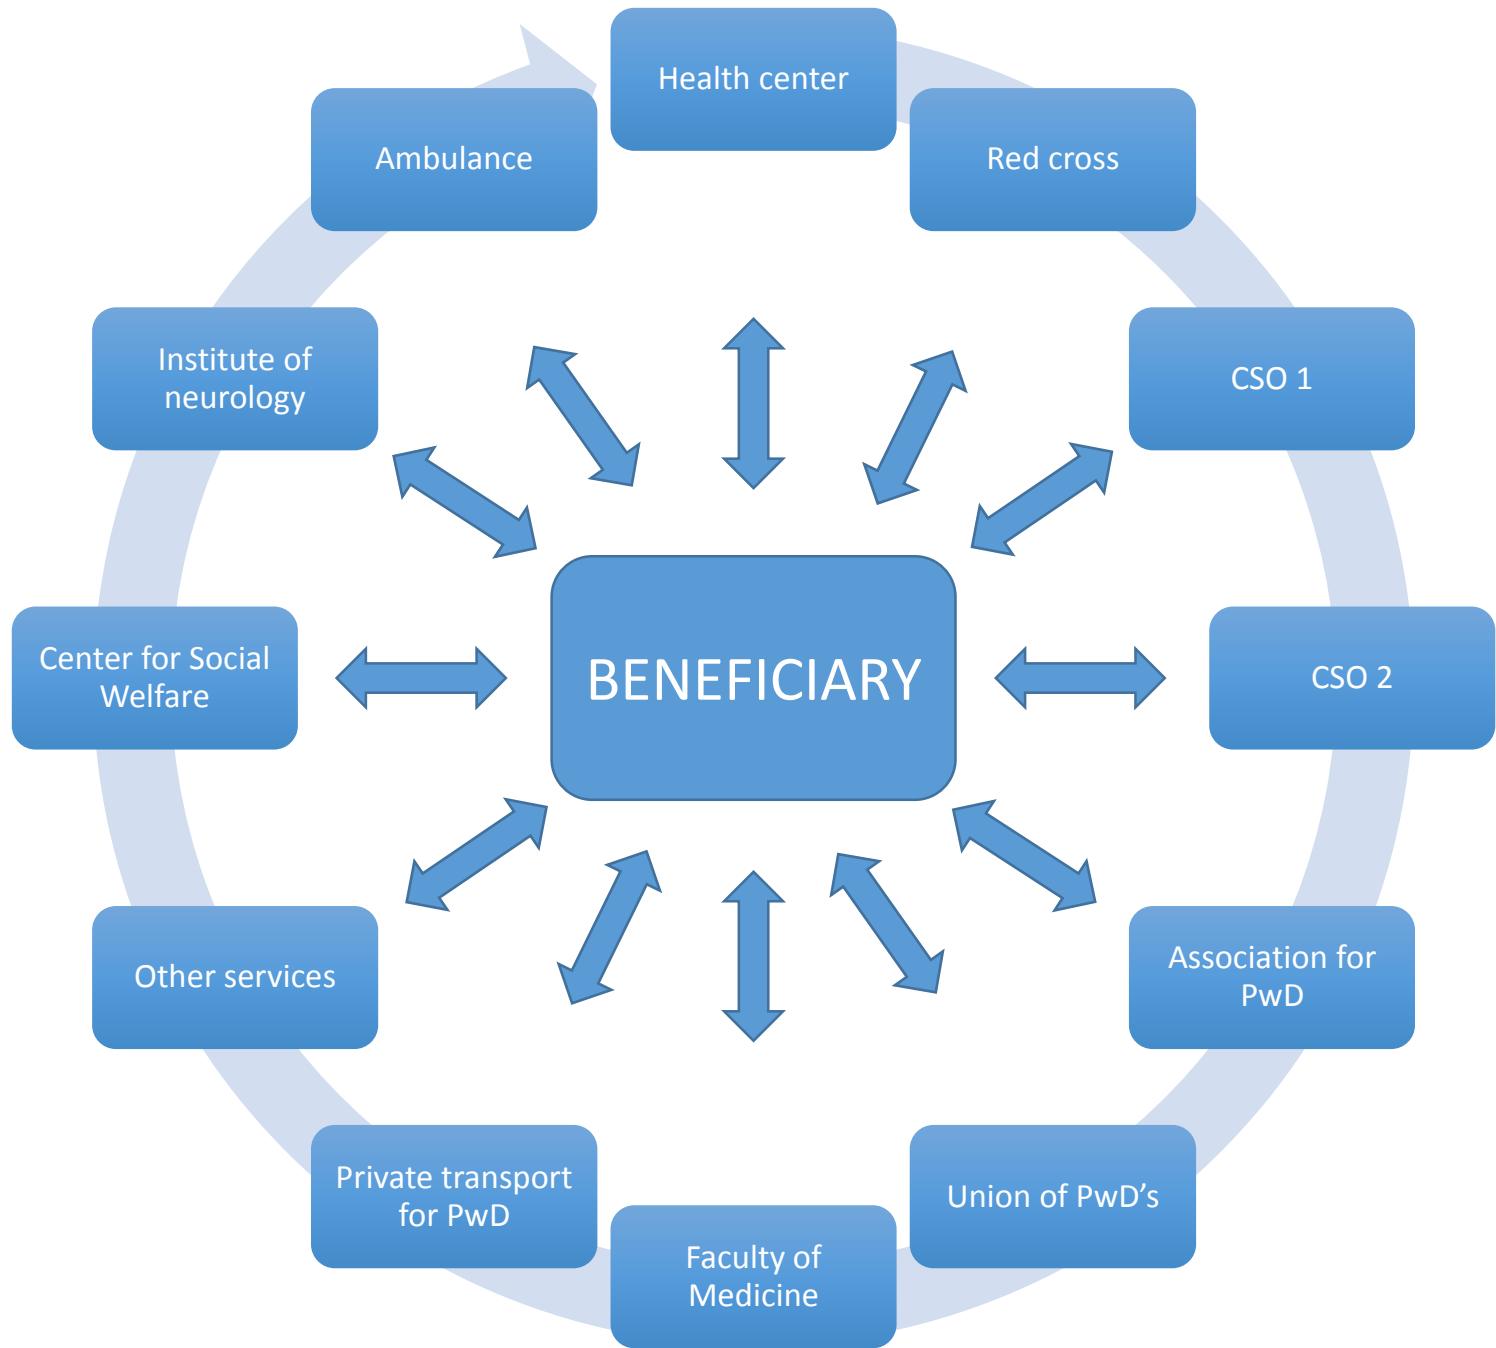 Health center
Ambulance
Red cross
Institute of
neurology
CSO 1
Center for Social
Welfare
BENEFICIARY
CSO 2
Other services
Association for
PwD
Private transport
for PwD
Union of PwD’s
Faculty of
Medicine